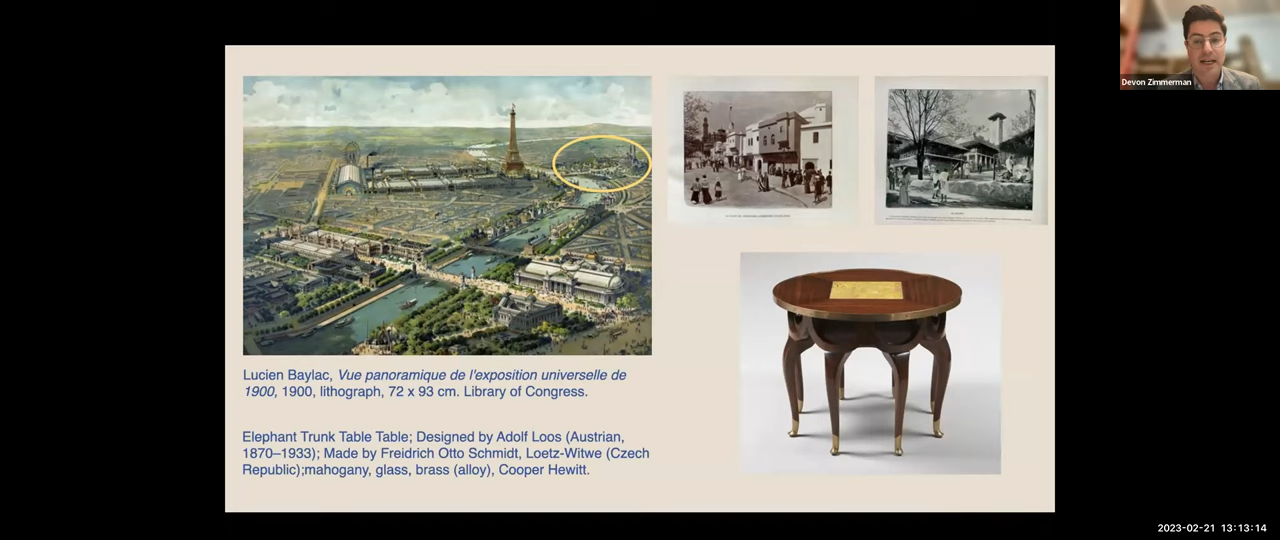 Devon Zimmerman
Lucien Baylac, Vue panoramique de l'exposition universelle de
1900, 1900, lithograph, 72 x 93 cm. Library of Congress.
Elephant Trunk Table Table; Designed by Adolf Loos (Austrian,
1870–1933); Made by Freidrich Otto Schmidt, Loetz-Witwe (Czech
Republic);mahogany, glass, brass (alloy), Cooper Hewitt.
2023-02-21 13:13:14